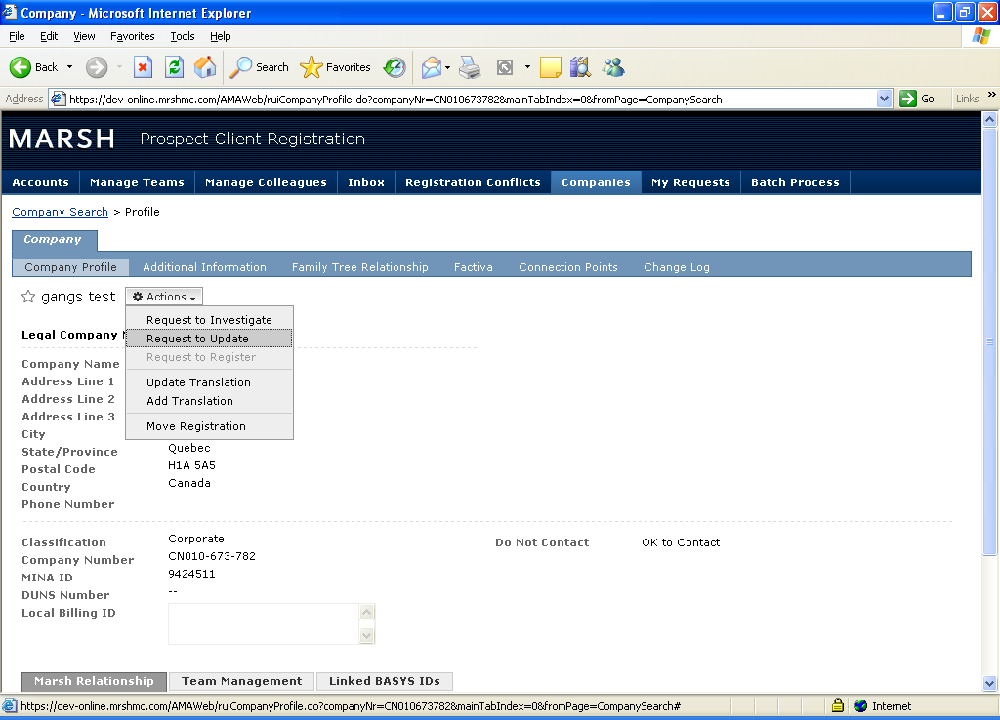 Company - Microsoft Internet Explorer
File Edit View Favorites Tools Help
Back Search Favorites
Address https://dev-online.mrshmc.com/AMAWeb/ruiCompanyProfile.do?companyNr=CN010673782&mainTabIndex=0&fromPage=CompanySearch Go Links »
MARSH Prospect Client Registration
Accounts Manage Teams Manage Colleagues Inbox Registration Conflicts Companies My Requests Batch Process
Company Search > Profile
Company
Company Profile Additional Information Family Tree Relationship Factiva Connection Points Change Log
gangs test Actions
Request to Investigate
Legal Company
Request to Update
Request to Register
Company Name
Address Line 1 Update Translation
Address Line 2 Add Translation
Address Line 3
Move Registration
City
State/Province Quebec
Postal Code H1A 5A5
Country Canada
Phone Number
Classification Corporate Do Not Contact OK to Contact
Company Number CN010-673-782
MINA ID 9424511
DUNS Number --
Local Billing ID
Marsh Relationship Team Management Linked BASYS IDs
https://dev-online.mrshmc.com/AMAWeb/ruiCompanyProfile.do?companyNr=CN010673782&mainTabIndex=0&fromPage=CompanySearch# Internet